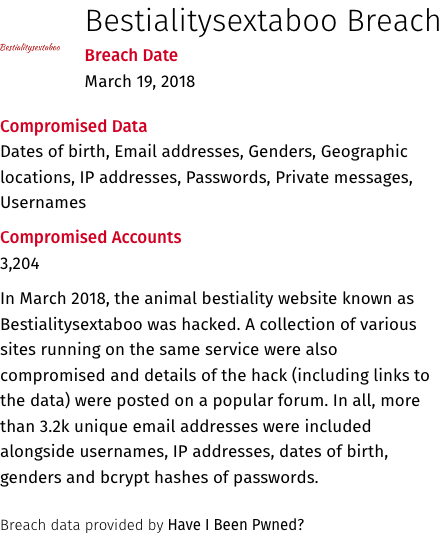 Bestialitysextaboo Breach
Bestialitysextaboo
Breach Date
March 19, 2018
Compromised Data
Dates of birth, Email addresses, Genders, Geographic
locations, IP addresses, Passwords, Private messages,
Usernames
Compromised Accounts
3,204
In March 2018, the animal bestiality website known as
Bestialitysextaboo was hacked. A collection of various
sites running on the same service were also
compromised and details of the hack (including links to
the data) were posted on a popular forum. In all, more
than 3.2k unique email addresses were included
alongside usernames, IP addresses, dates of birth,
genders and bcrypt hashes of passwords.
Breach data provided by Have I Been Pwned?